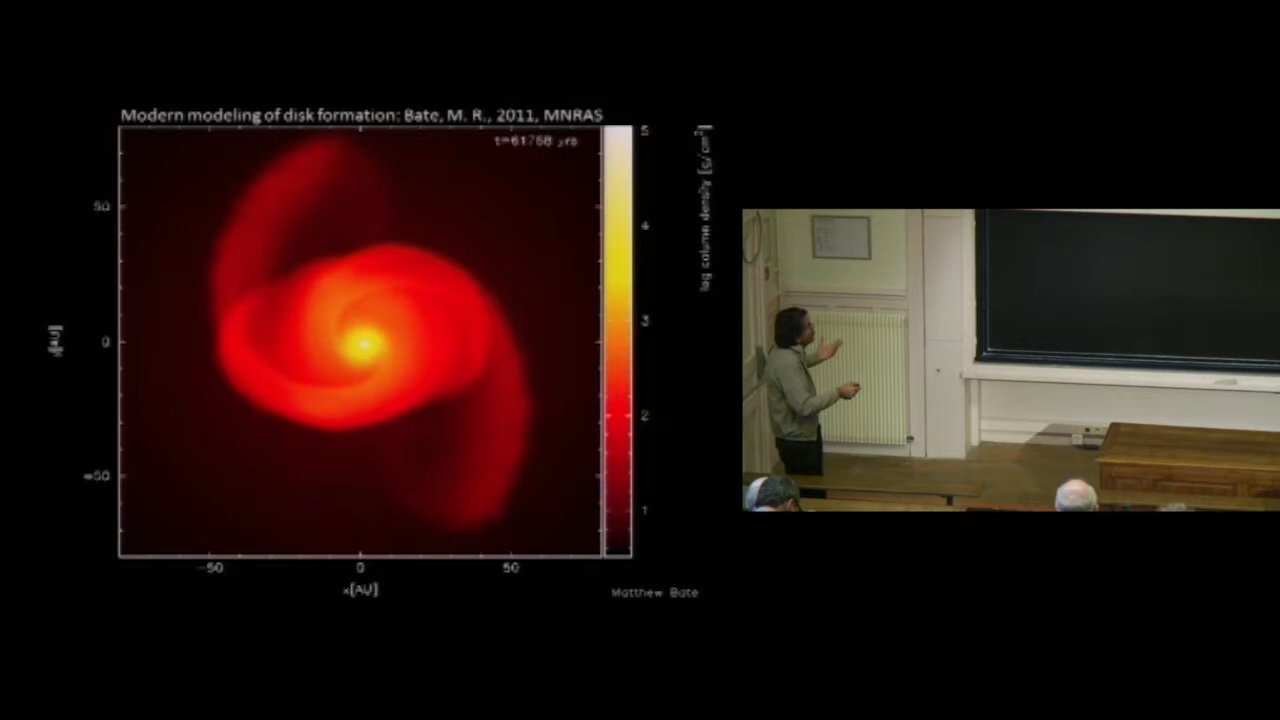 Modern modeling of disk formation: Bate, M. R., 2011, MNRAS
t=61768 yrs
5
4
3
2
1
log column density [g/cm²]
50
0
-50
y[AU]
-50 0 50
x[AU]
Matthew Bate